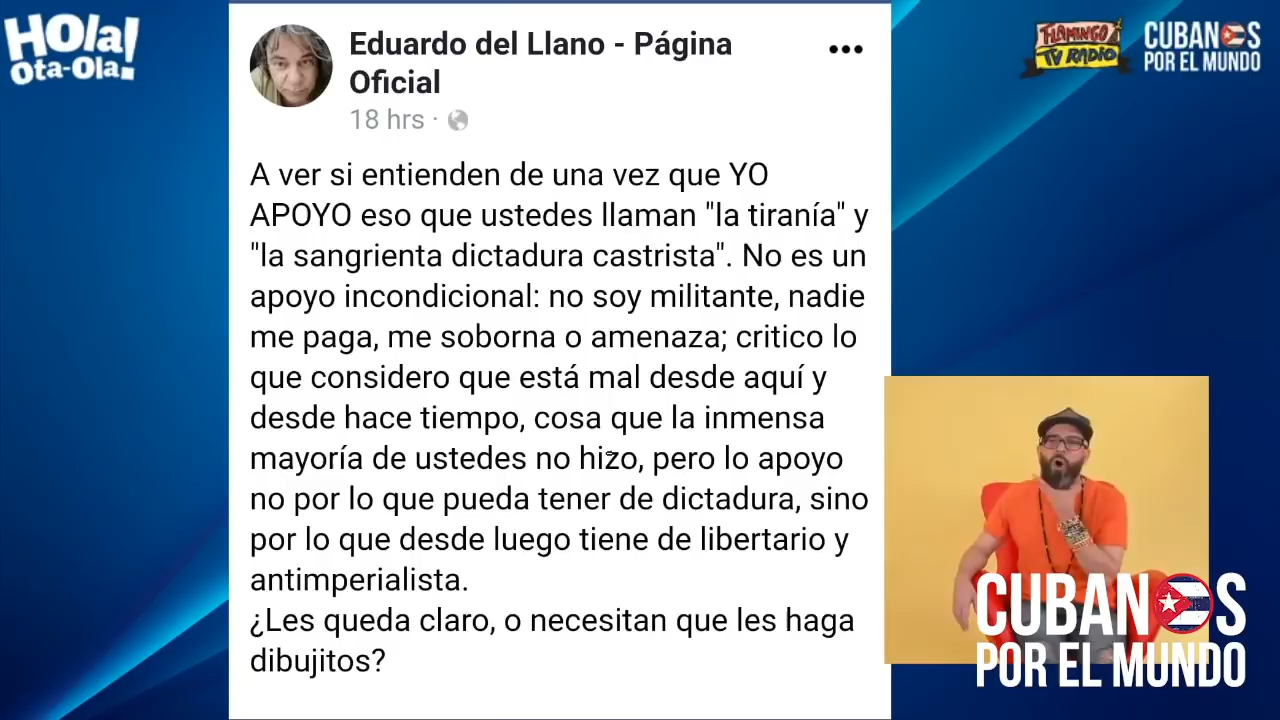 HOla!
Ota-Ola!
Eduardo del Llano - Página
Oficial
18 hrs ·
A ver si entienden de una vez que YO
APOYO eso que ustedes llaman "la tiranía" y
"la sangrienta dictadura castrista". No es un
apoyo incondicional: no soy militante, nadie
me paga, me soborna o amenaza; critico lo
que considero que está mal desde aquí y
desde hace tiempo, cosa que la inmensa
mayoría de ustedes no hizo, pero lo apoyo
no por lo que pueda tener de dictadura, sino
por lo que desde luego tiene de libertario y
antimperialista.
¿Les queda claro, o necesitan que les haga
dibujitos?
FLAMINGO
TV RADIO
CUBANOS
POR EL MUNDO
CUBANOS
POR EL MUNDO